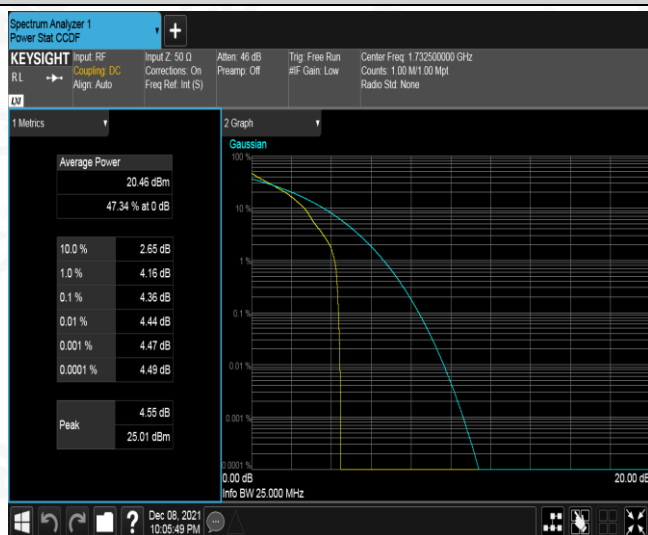 Spectrum Analyzer 1
Power Stat CCDF
+
KEYSIGHT
RL
LXI
Input: RF
Coupling: DC
Align: Auto
Input Z: 50 Ω
Corrections: On
Freq Ref: Int (S)
Atten: 46 dB
Preamp: Off
Trig: Free Run
#IF Gain: Low
Center Freq: 1.732500000 GHz
Counts: 1.00 M/1.00 Mpt
Radio Std: None
1 Metrics
Average Power
20.46 dBm
47.34 % at 0 dB
10.0 % 2.65 dB
1.0 % 4.16 dB
0.1 % 4.36 dB
0.01 % 4.44 dB
0.001 % 4.47 dB
0.0001 % 4.49 dB
Peak
4.55 dB
25.01 dBm
2 Graph
Gaussian
100 %
10 %
1 %
0.1 %
0.01 %
0.001 %
0.0001 %
0.00 dB 20.00 dB
Info BW 25.000 MHz
?
Dec 08, 2021
10:05:49 PM